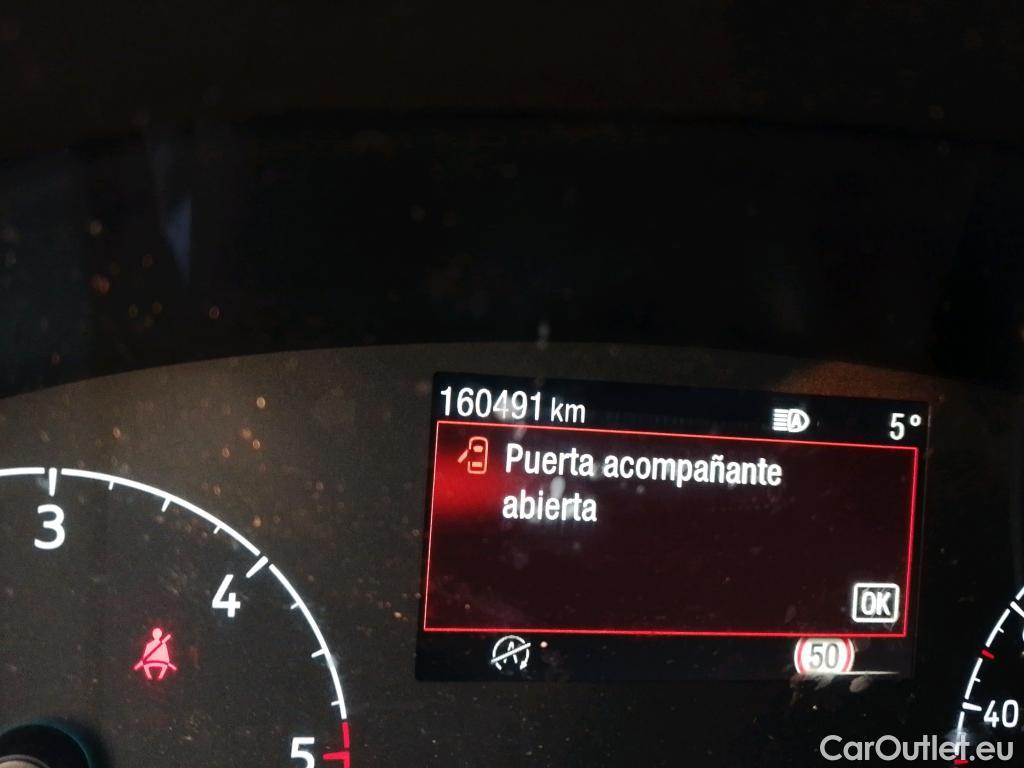 160491 km
5°
Puerta acompañante
abierta
OK
A
50
3
4
5
40
CarOutlet.eu